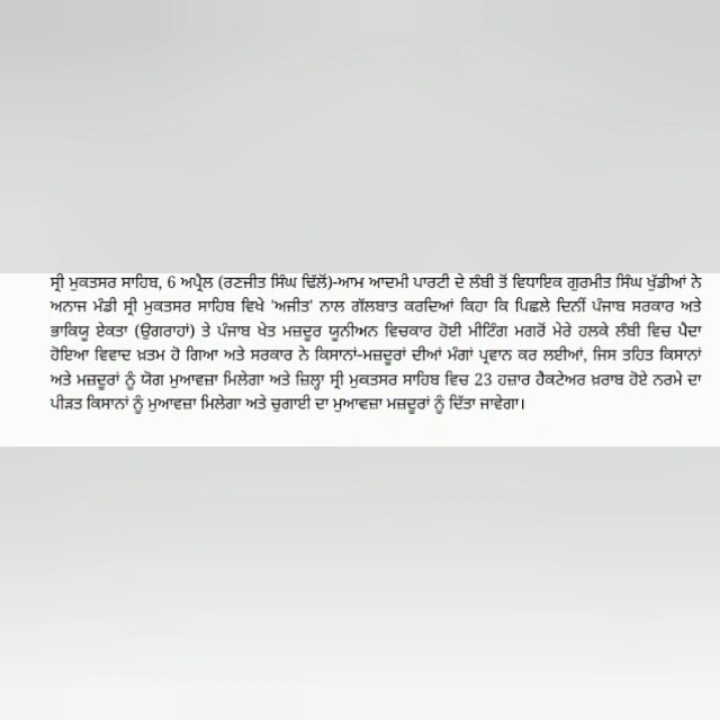 ਸ੍ਰੀ ਮੁਕਤਸਰ ਸਾਹਿਬ, 6 ਅਪ੍ਰੈਲ (ਰਣਜੀਤ ਸਿੰਘ ਢਿੱਲੋਂ)-ਆਮ ਆਦਮੀ ਪਾਰਟੀ ਦੇ ਲੰਬੀ ਤੋਂ ਵਿਧਾਇਕ ਗੁਰਮੀਤ ਸਿੰਘ ਖੁੱਡੀਆਂ ਨੇ
ਅਨਾਜ ਮੰਡੀ ਸ੍ਰੀ ਮੁਕਤਸਰ ਸਾਹਿਬ ਵਿਖੇ 'ਅਜੀਤ' ਨਾਲ ਗੱਲਬਾਤ ਕਰਦਿਆਂ ਕਿਹਾ ਕਿ ਪਿਛਲੇ ਦਿਨੀਂ ਪੰਜਾਬ ਸਰਕਾਰ ਅਤੇ
ਭਾਕਿਯੂ ਏਕਤਾ (ਉਗਰਾਹਾਂ) ਤੇ ਪੰਜਾਬ ਖੇਤ ਮਜ਼ਦੂਰ ਯੂਨੀਅਨ ਵਿਚਕਾਰ ਹੋਈ ਮੀਟਿੰਗ ਮਗਰੋਂ ਮੇਰੇ ਹਲਕੇ ਲੰਬੀ ਵਿਚ ਪੈਦਾ
ਹੋਇਆ ਵਿਵਾਦ ਖ਼ਤਮ ਹੋ ਗਿਆ ਅਤੇ ਸਰਕਾਰ ਨੇ ਕਿਸਾਨਾਂ-ਮਜ਼ਦੂਰਾਂ ਦੀਆਂ ਮੰਗਾਂ ਪ੍ਰਵਾਨ ਕਰ ਲਈਆਂ, ਜਿਸ ਤਹਿਤ ਕਿਸਾਨਾਂ
ਅਤੇ ਮਜ਼ਦੂਰਾਂ ਨੂੰ ਯੋਗ ਮੁਆਵਜ਼ਾ ਮਿਲੇਗਾ ਅਤੇ ਜ਼ਿਲ੍ਹਾ ਸ੍ਰੀ ਮੁਕਤਸਰ ਸਾਹਿਬ ਵਿਚ 23 ਹਜ਼ਾਰ ਹੈਕਟੇਅਰ ਖ਼ਰਾਬ ਹੋਏ ਨਰਮੇ ਦਾ
ਪੀੜਤ ਕਿਸਾਨਾਂ ਨੂੰ ਮੁਆਵਜ਼ਾ ਮਿਲੇਗਾ ਅਤੇ ਚੁਗਾਈ ਦਾ ਮੁਆਵਜ਼ਾ ਮਜ਼ਦੂਰਾਂ ਨੂੰ ਦਿੱਤਾ ਜਾਵੇਗਾ।